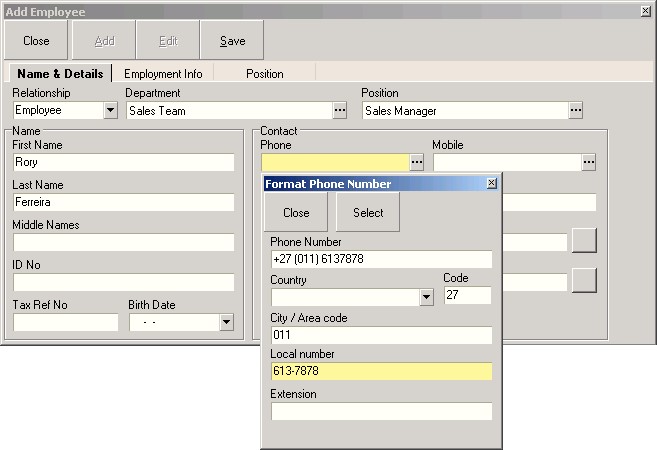 Add Employee
Close Add Edit Save
Name & Details Employment Info Position
Relationship Department Position
Employee Sales Team ... Sales Manager ...
Name Contact
First Name Phone Mobile
Rory ... ...
Last Name Format Phone Number
Ferreira Close Select
Middle Names Phone Number
+27 (011) 6137878
ID No Country Code
27
Tax Ref No Birth Date City / Area code
- - 011
Local number
613-7878
Extension